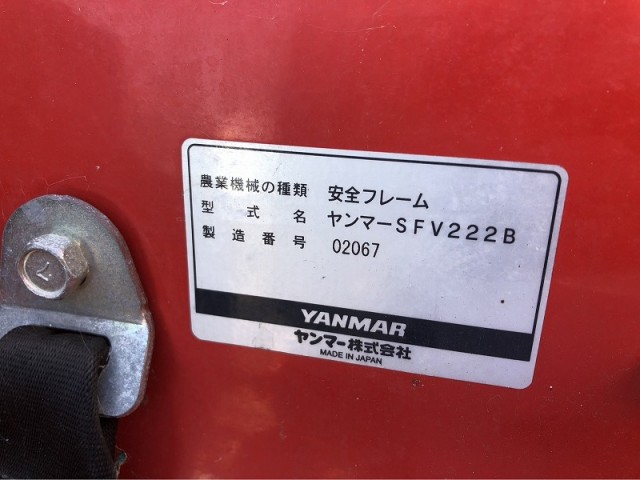 農業機械の種類 安全フレーム
型式名 ヤンマーSFV222B
製造番号 02067
YANMAR
ヤンマー株式会社
MADE IN JAPAN
7